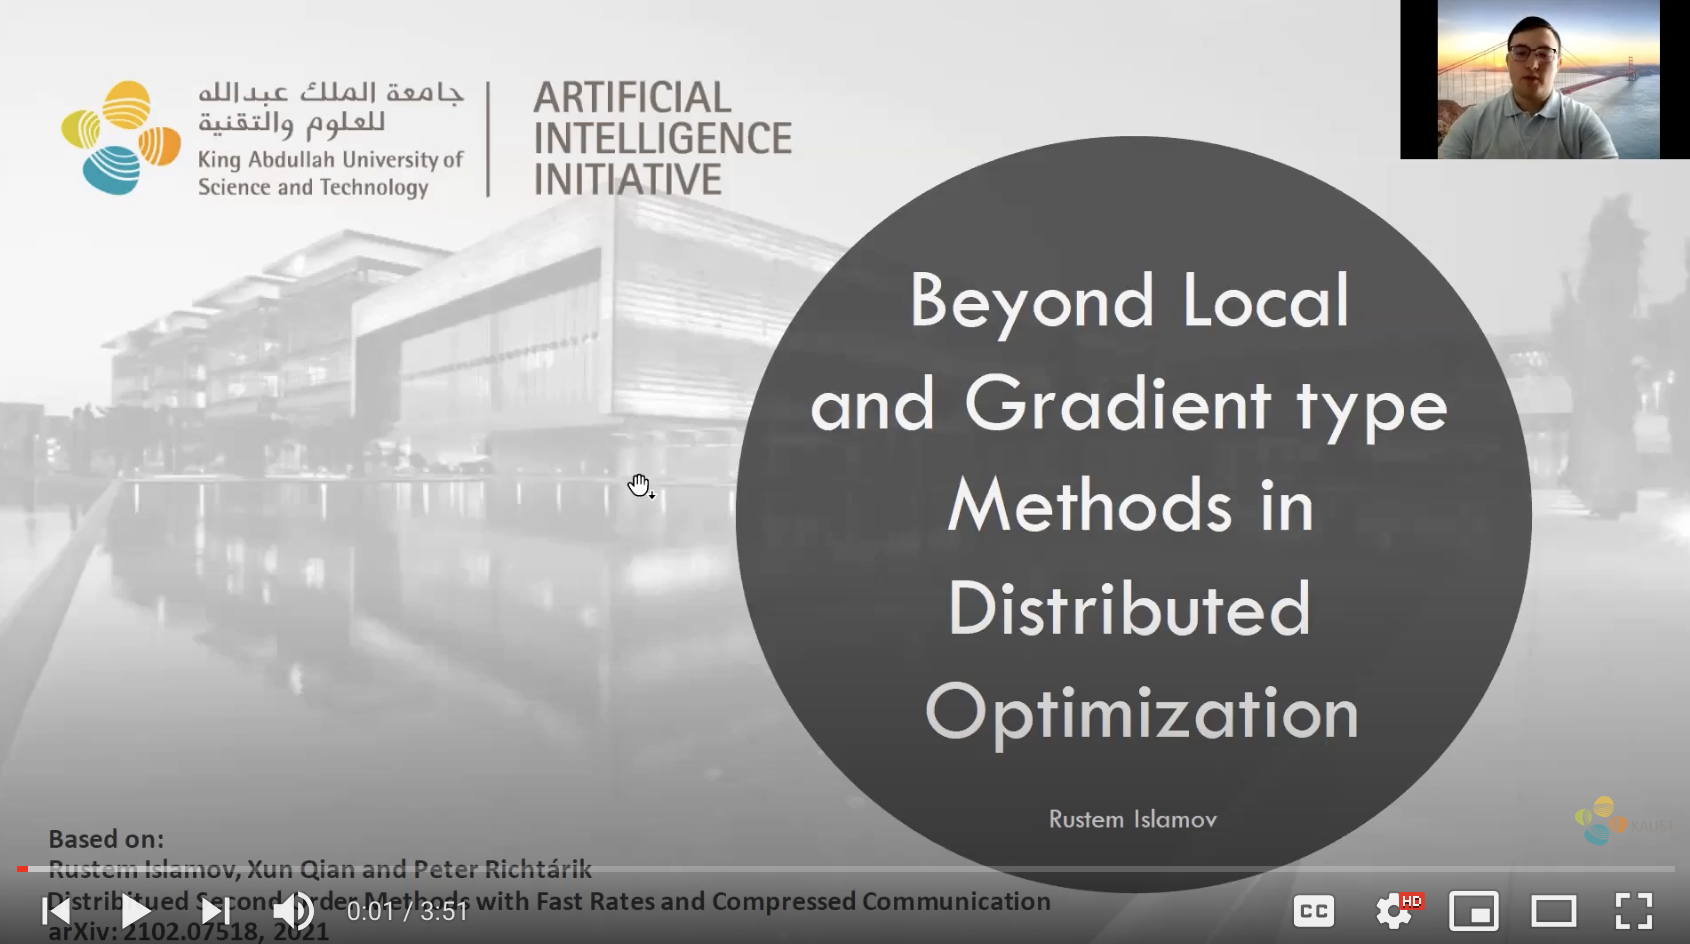 جامعة الملك عبدالله
للعلوم والتقنية
King Abdullah University of
Science and Technology
ARTIFICIAL
INTELLIGENCE
INITIATIVE
Beyond Local
and Gradient type
Methods in
Distributed
Optimization
Rustem Islamov
KAUST
Based on:
Rustem Islamov, Xun Qian and Peter Richtárik
Distribitued Second Order Methods with Fast Rates and Compressed Communication
arXiv: 2102.07518, 2021
0:01 / 3:51
CC
HD